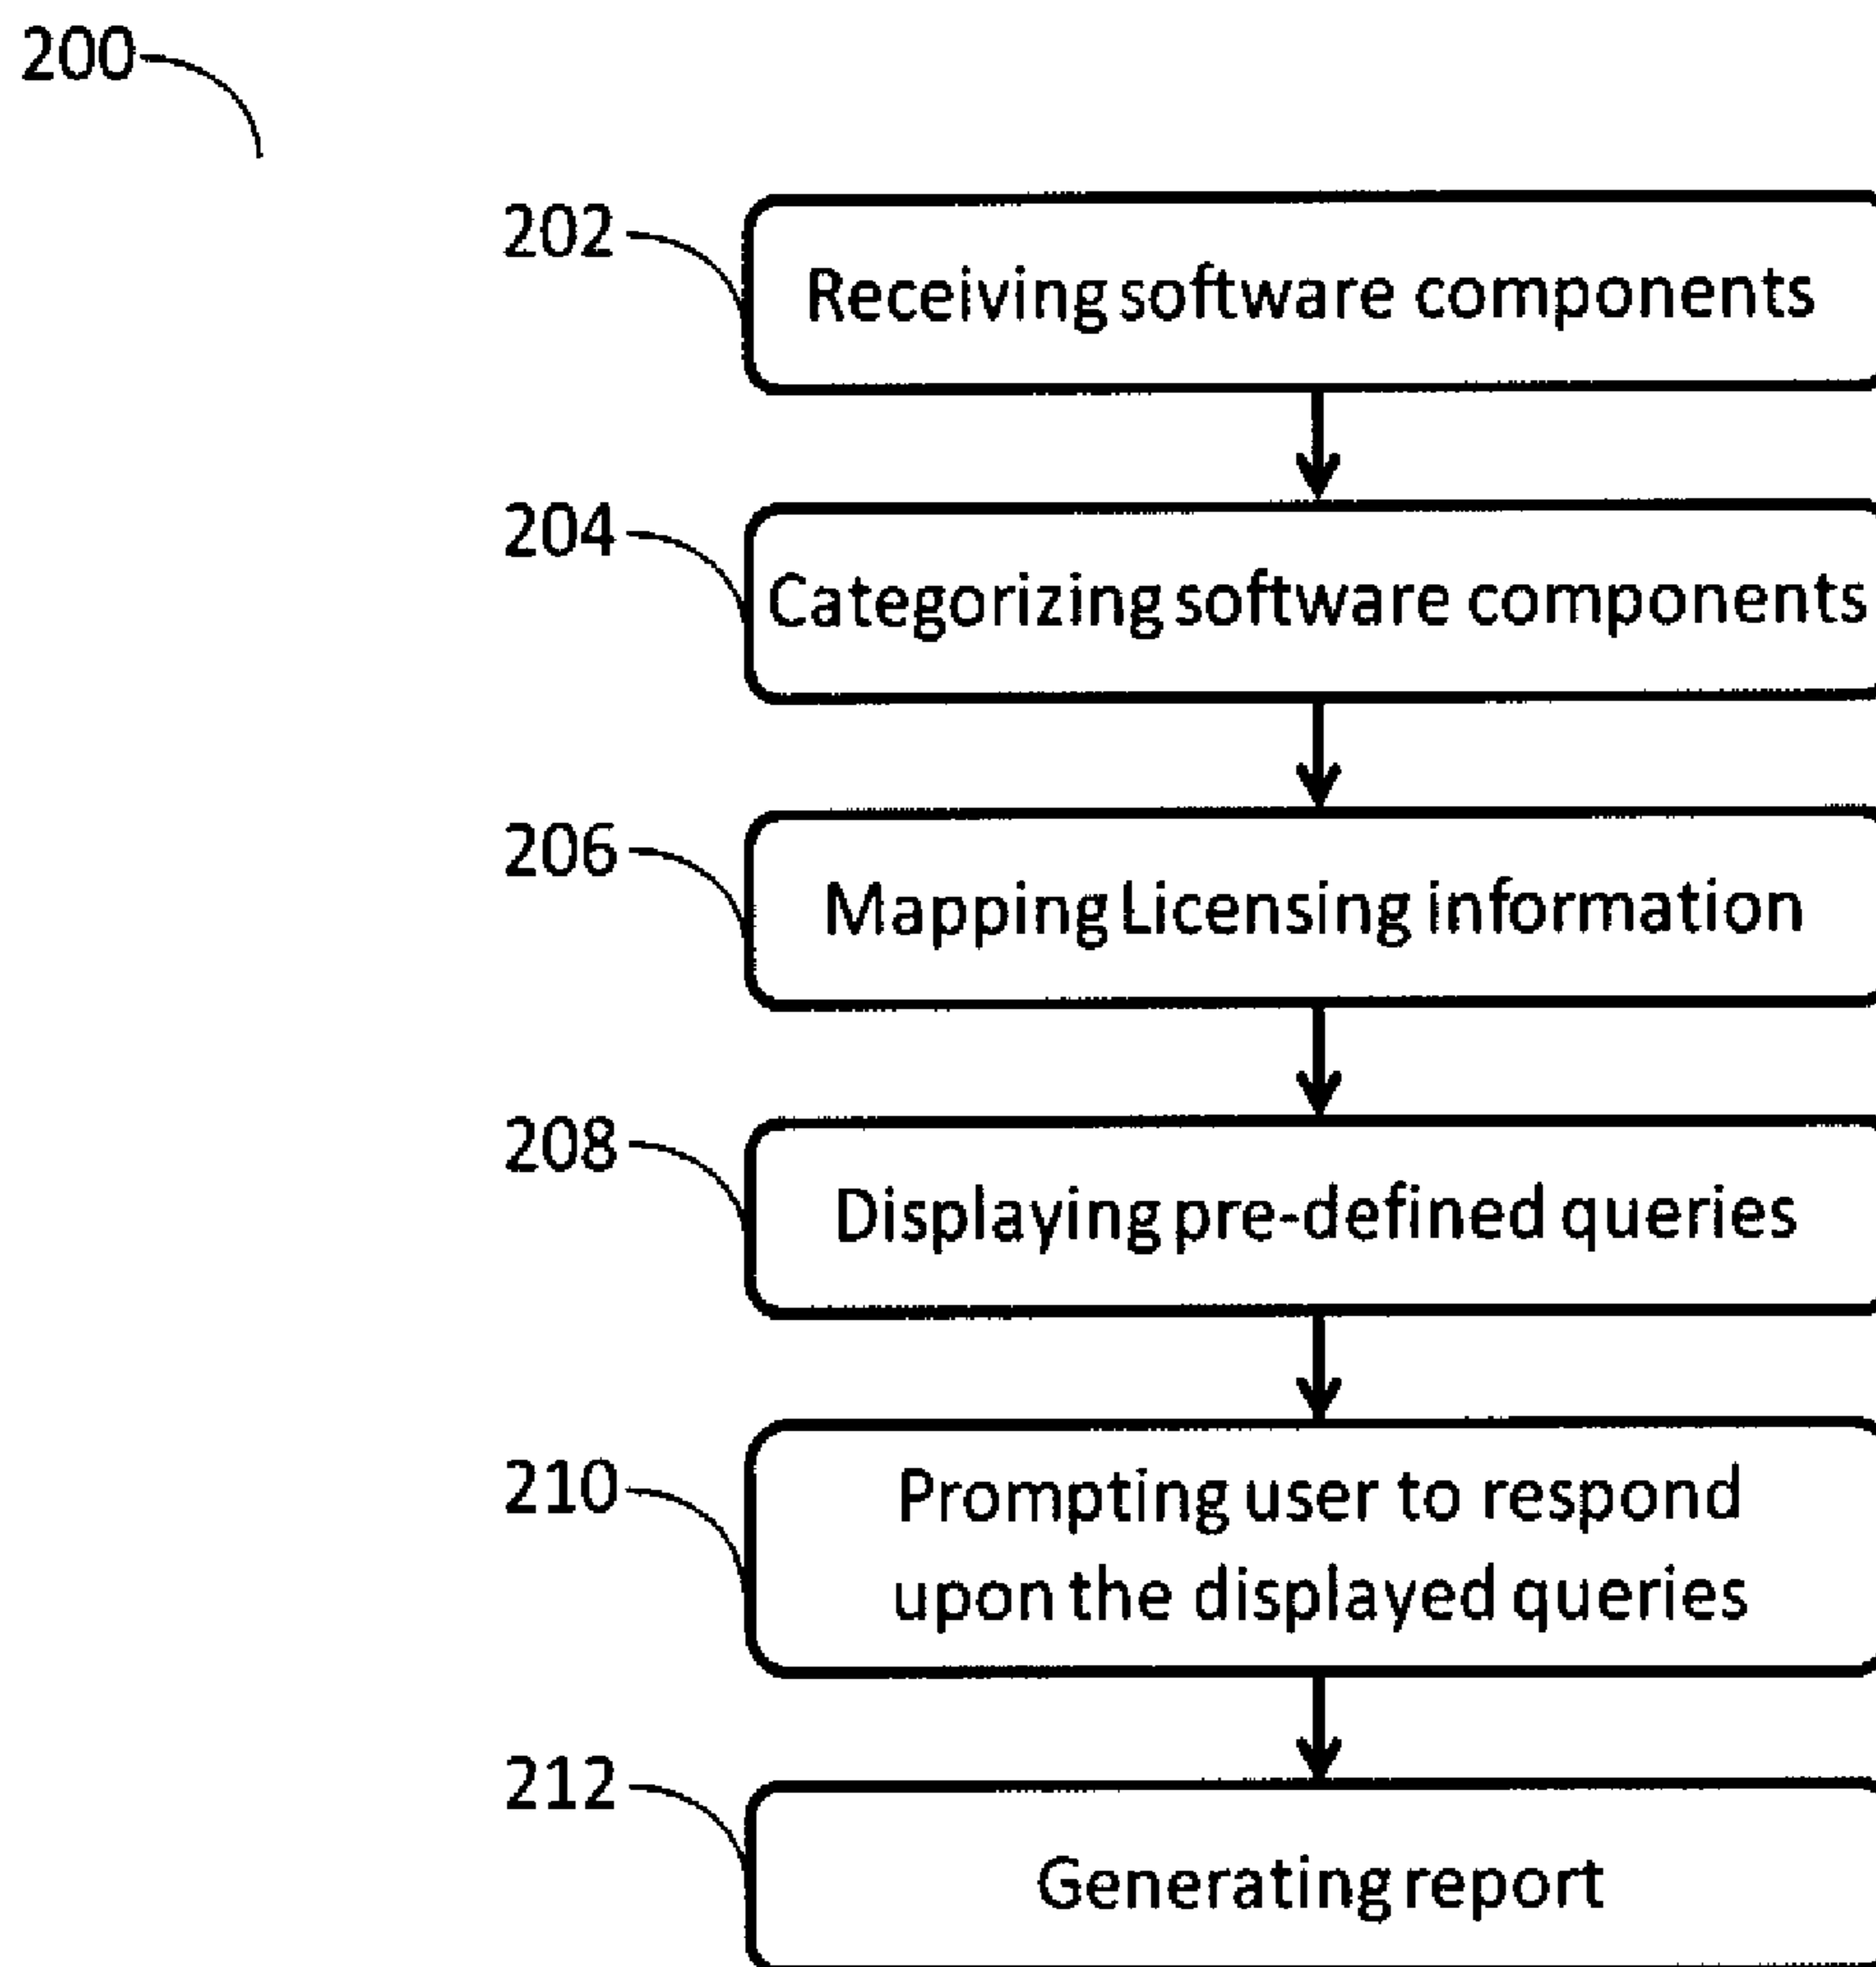 200
202
Receiving software components
204
Categorizing software components
206
Mapping Licensing information
208
Displaying pre-defined queries
210
Prompting user to respond
upon the displayed queries
212
Generating report